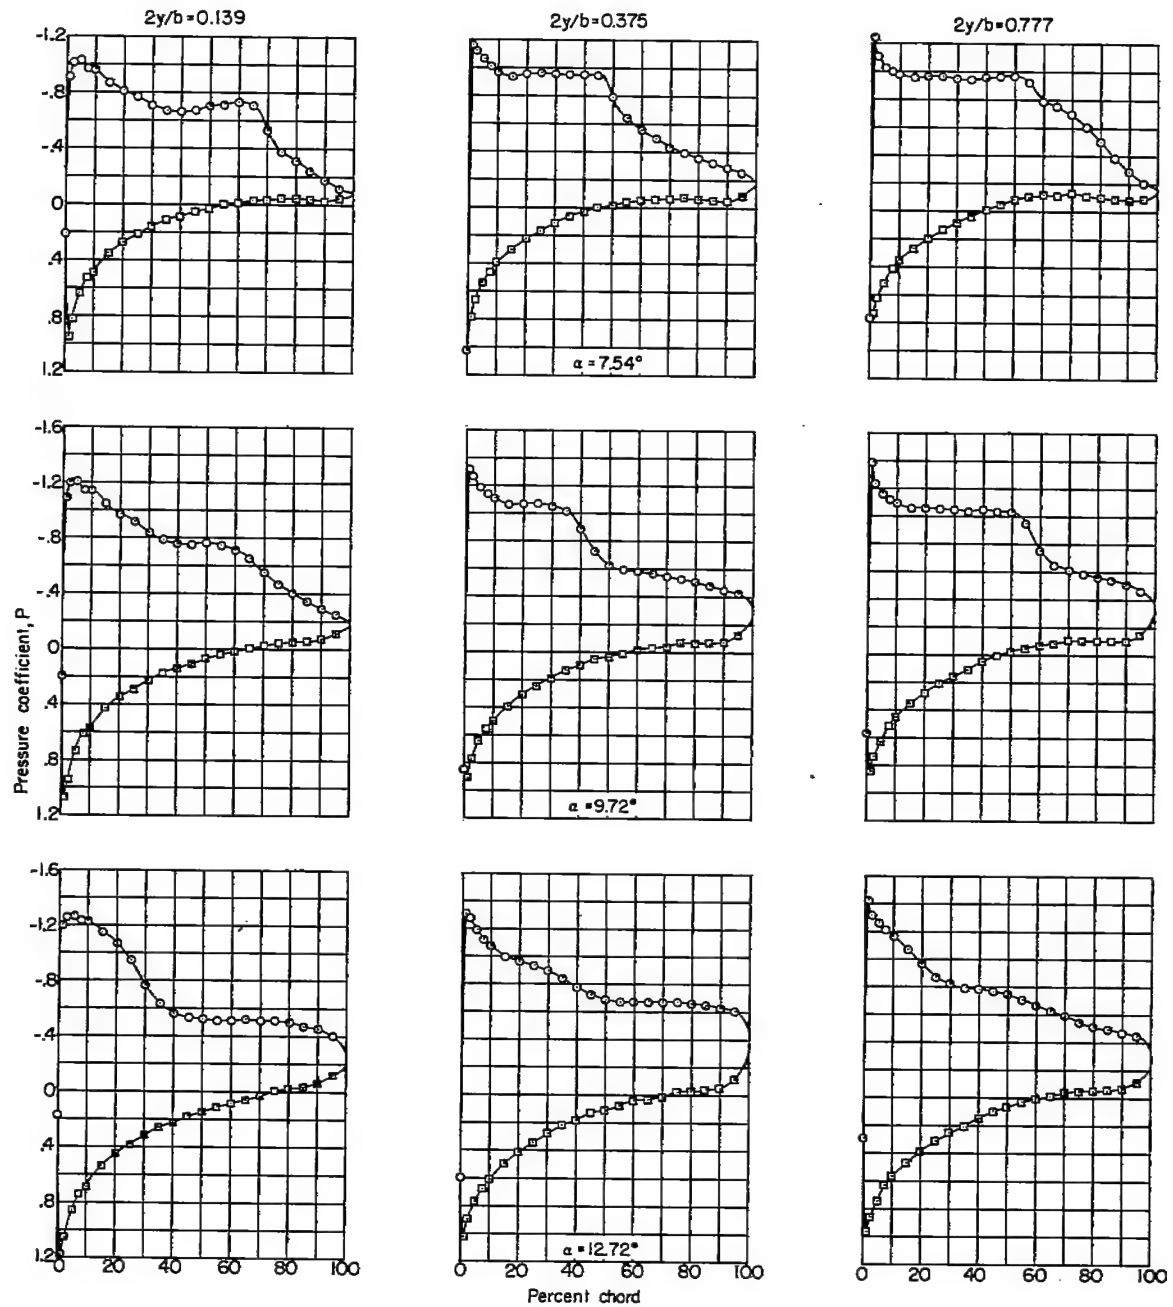 2y/b=0.139
2y/b=0.375
2y/b=0.777
-1.2
-.8
-.4
0
.4
.8
1.2
α = 7.54°
-1.6
-1.2
-.8
-.4
0
.4
.8
1.2
Pressure coefficient, P
α = 9.72°
-1.6
-1.2
-.8
-.4
0
.4
.8
1.2
α = 12.72°
0 20 40 60 80 100
0 20 40 60 80 100
0 20 40 60 80 100
Percent chord